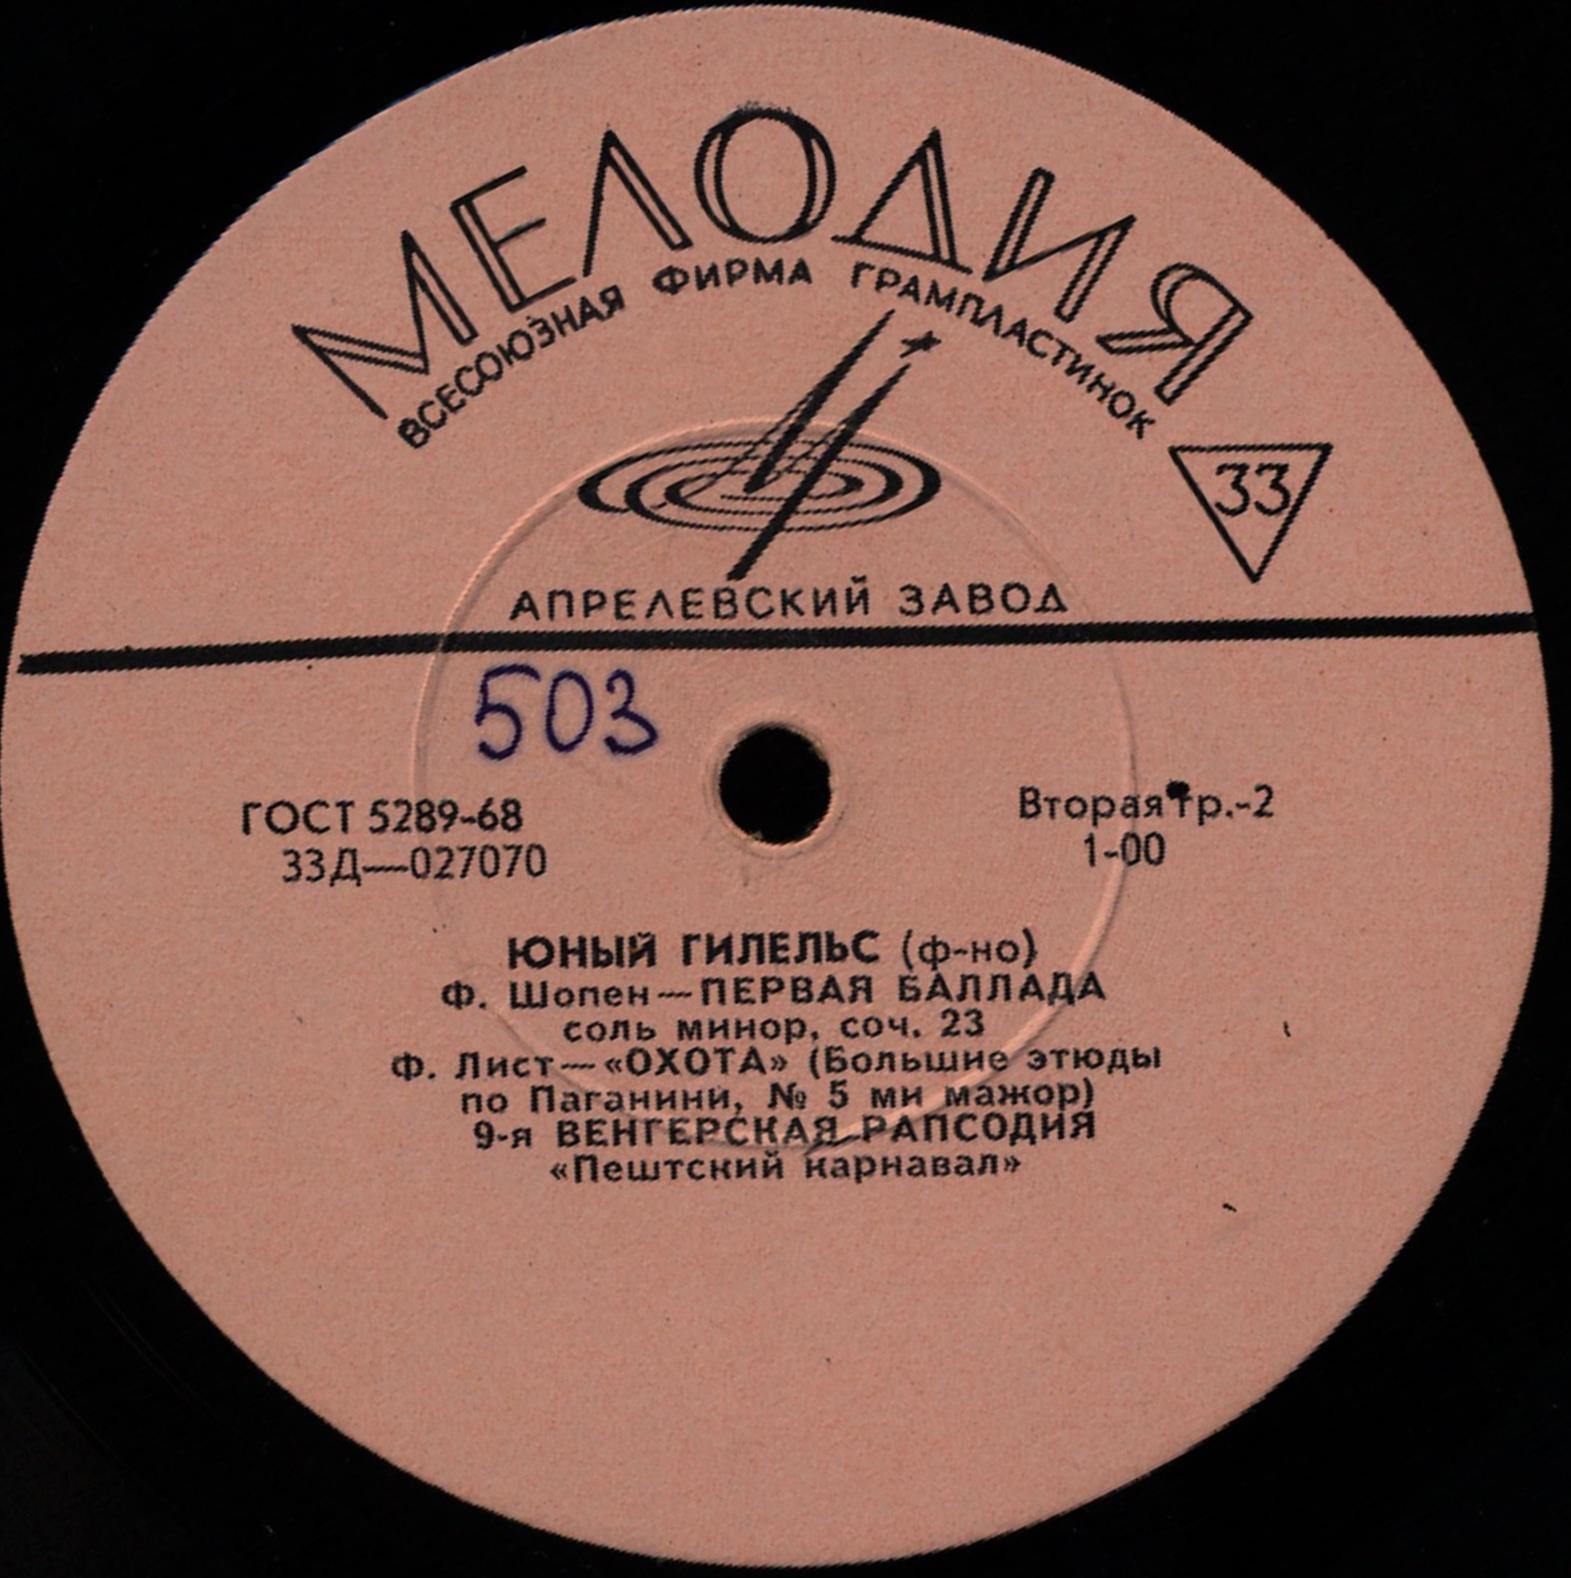 МЕЛОДИЯ
ВСЕСОЮЗНАЯ ФИРМА ГРАМПЛАСТИНОК
33
АПРЕЛЕВСКИЙ ЗАВОД
503
ГОСТ 5289-68
33Д—027070
Вторая гр.-2
1-00
ЮНЫЙ ГИЛЕЛЬС (ф-но)
Ф. Шопен—ПЕРВАЯ БАЛЛАДА
соль минор, соч. 23
Ф. Лист—«ОХОТА» (Большие этюды
по Паганини, № 5 ми мажор)
9-я ВЕНГЕРСКАЯ РАПСОДИЯ
«Пештский карнавал»